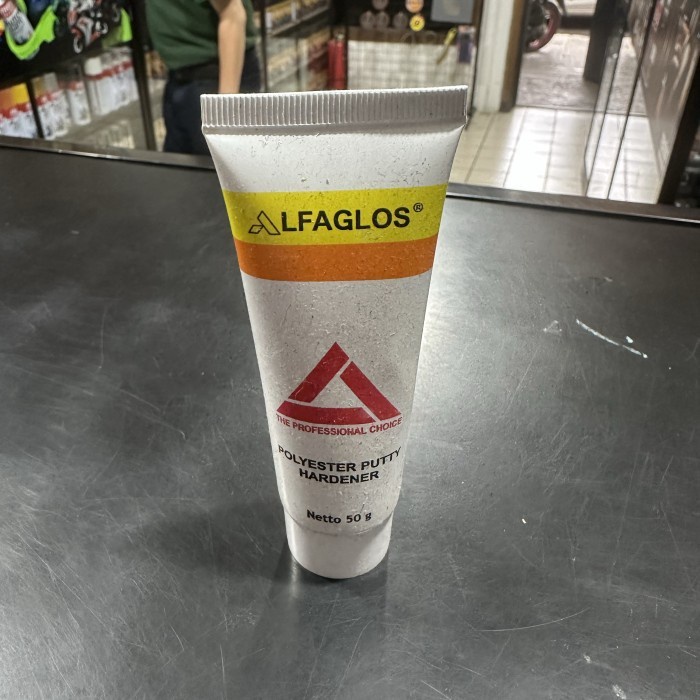 ALFAGLOS®
THE PROFESSIONAL CHOICE
POLYESTER PUTTY
HARDENER
Netto 50 g